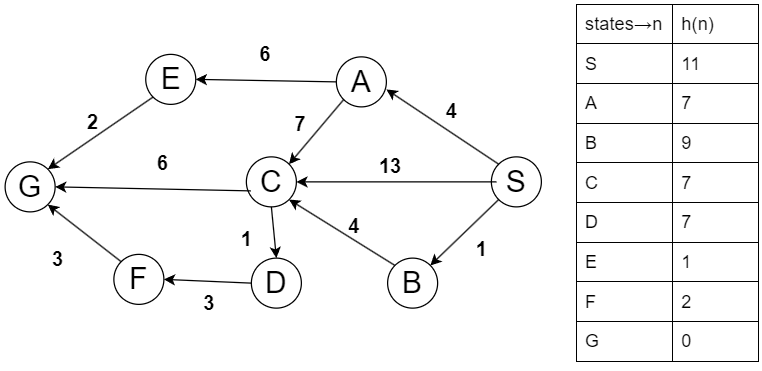 states→n h(n)
S 11
A 7
B 9
C 7
D 7
E 1
F 2
G 0
6
E
A
2
7
4
6
13
G
C
S
1
4
1
3
F
D
B
3